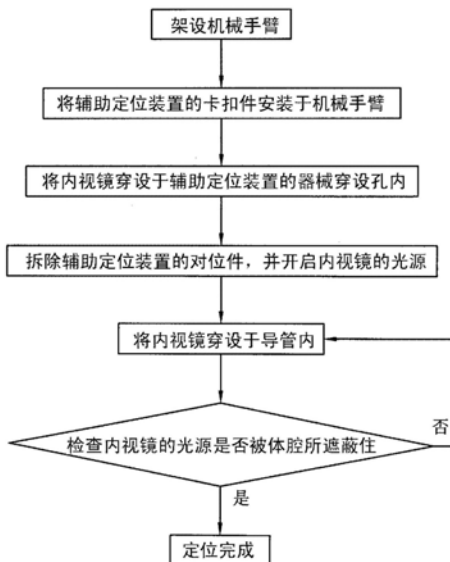 架设机械手臂
将辅助定位装置的卡扣件安装于机械手臂
将内视镜穿设于辅助定位装置的器械穿设孔内
拆除辅助定位装置的对位件，并开启内视镜的光源
将内视镜穿设于导管内
检查内视镜的光源是否被体腔所遮蔽住
否
是
定位完成